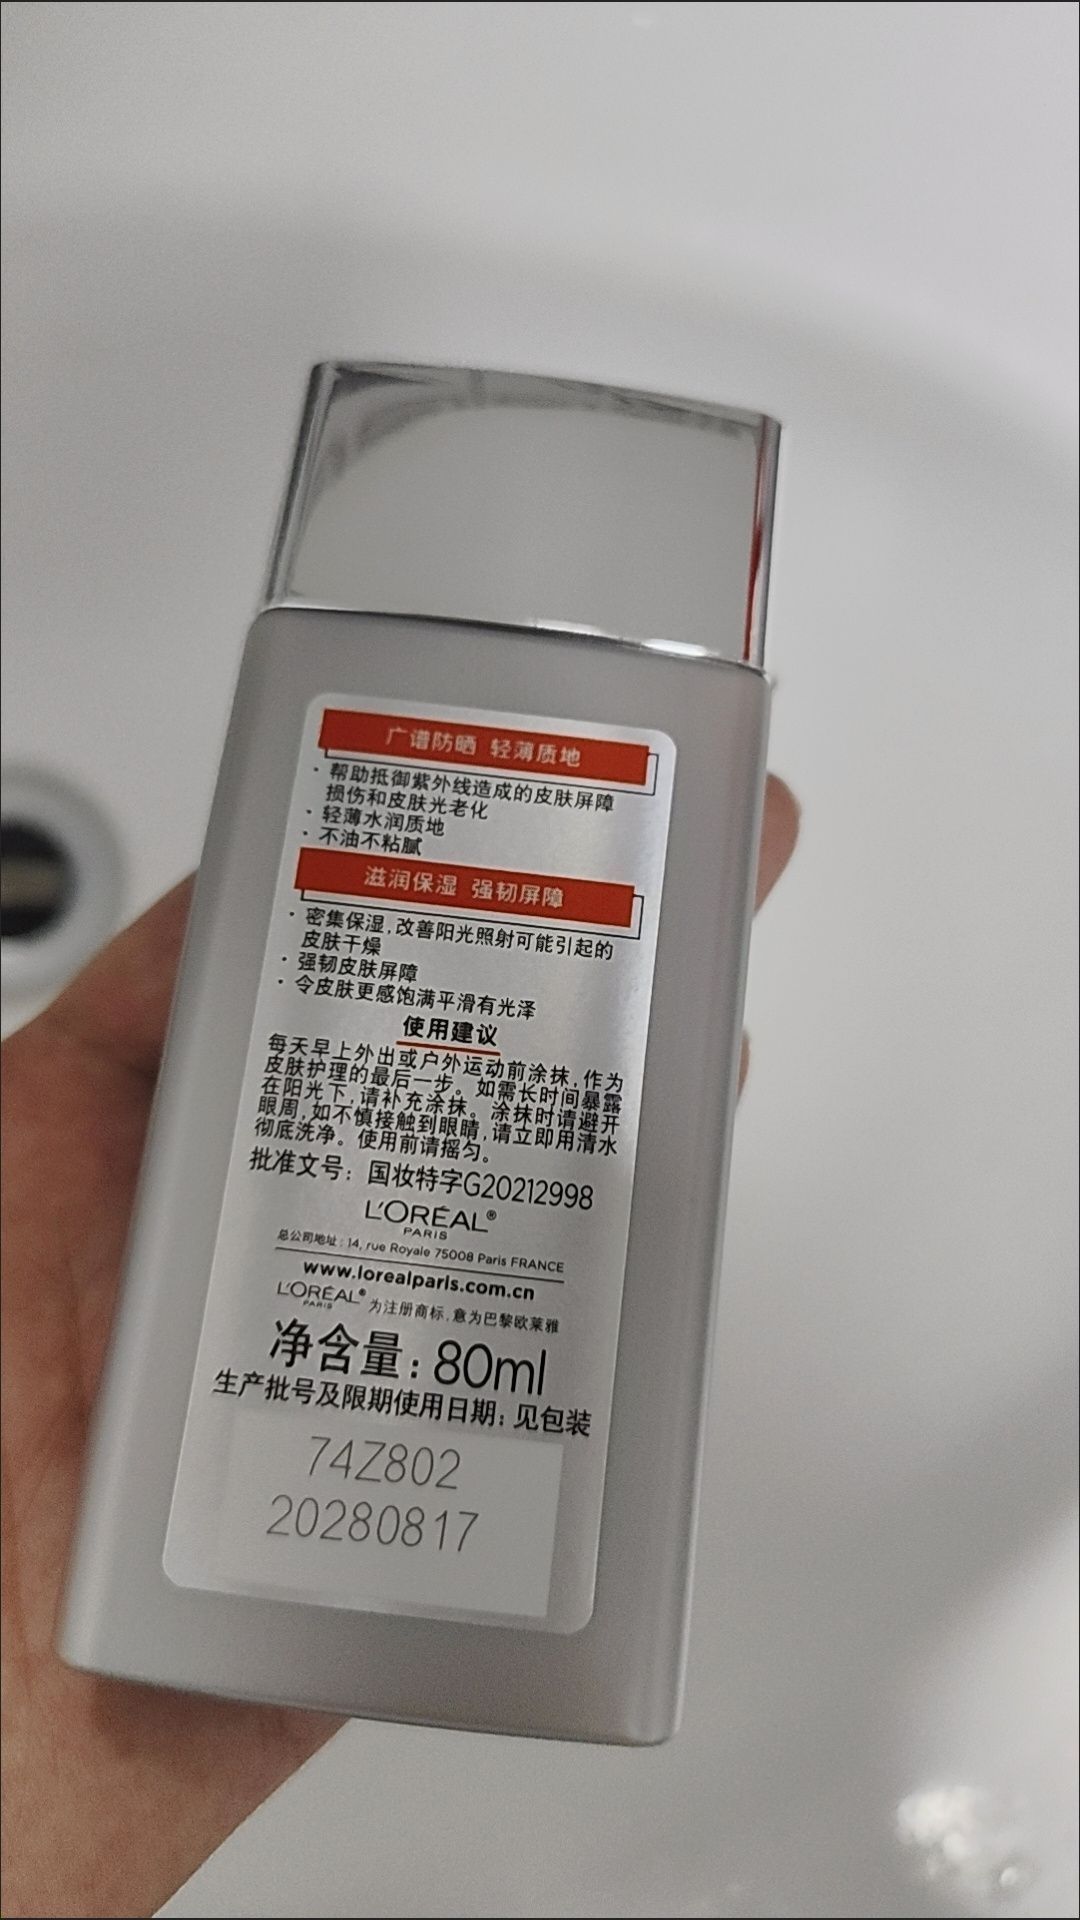 广谱防晒 轻薄质地
· 帮助抵御紫外线造成的皮肤屏障
损伤和皮肤光老化
· 轻薄水润质地
· 不油不粘腻
滋润保湿 强韧屏障
· 密集保湿,改善阳光照射可能引起的
皮肤干燥
· 强韧皮肤屏障
· 令皮肤更感饱满平滑有光泽
使用建议
每天早上外出或户外运动前涂抹,作为
皮肤护理的最后一步。如需长时间暴露
在阳光下,请补充涂抹。涂抹时请避开
眼周,如不慎接触到眼睛,请立即用清水
彻底洗净。使用前请摇匀。
批准文号：国妆特字G20212998
L'ORÉAL®
PARIS
总公司地址：14, rue Royale 75008 Paris FRANCE
www.lorealparis.com.cn
L'ORÉAL® PARIS 为注册商标,意为巴黎欧莱雅
净含量：80ml
生产批号及限期使用日期：见包装
74Z802
20280817